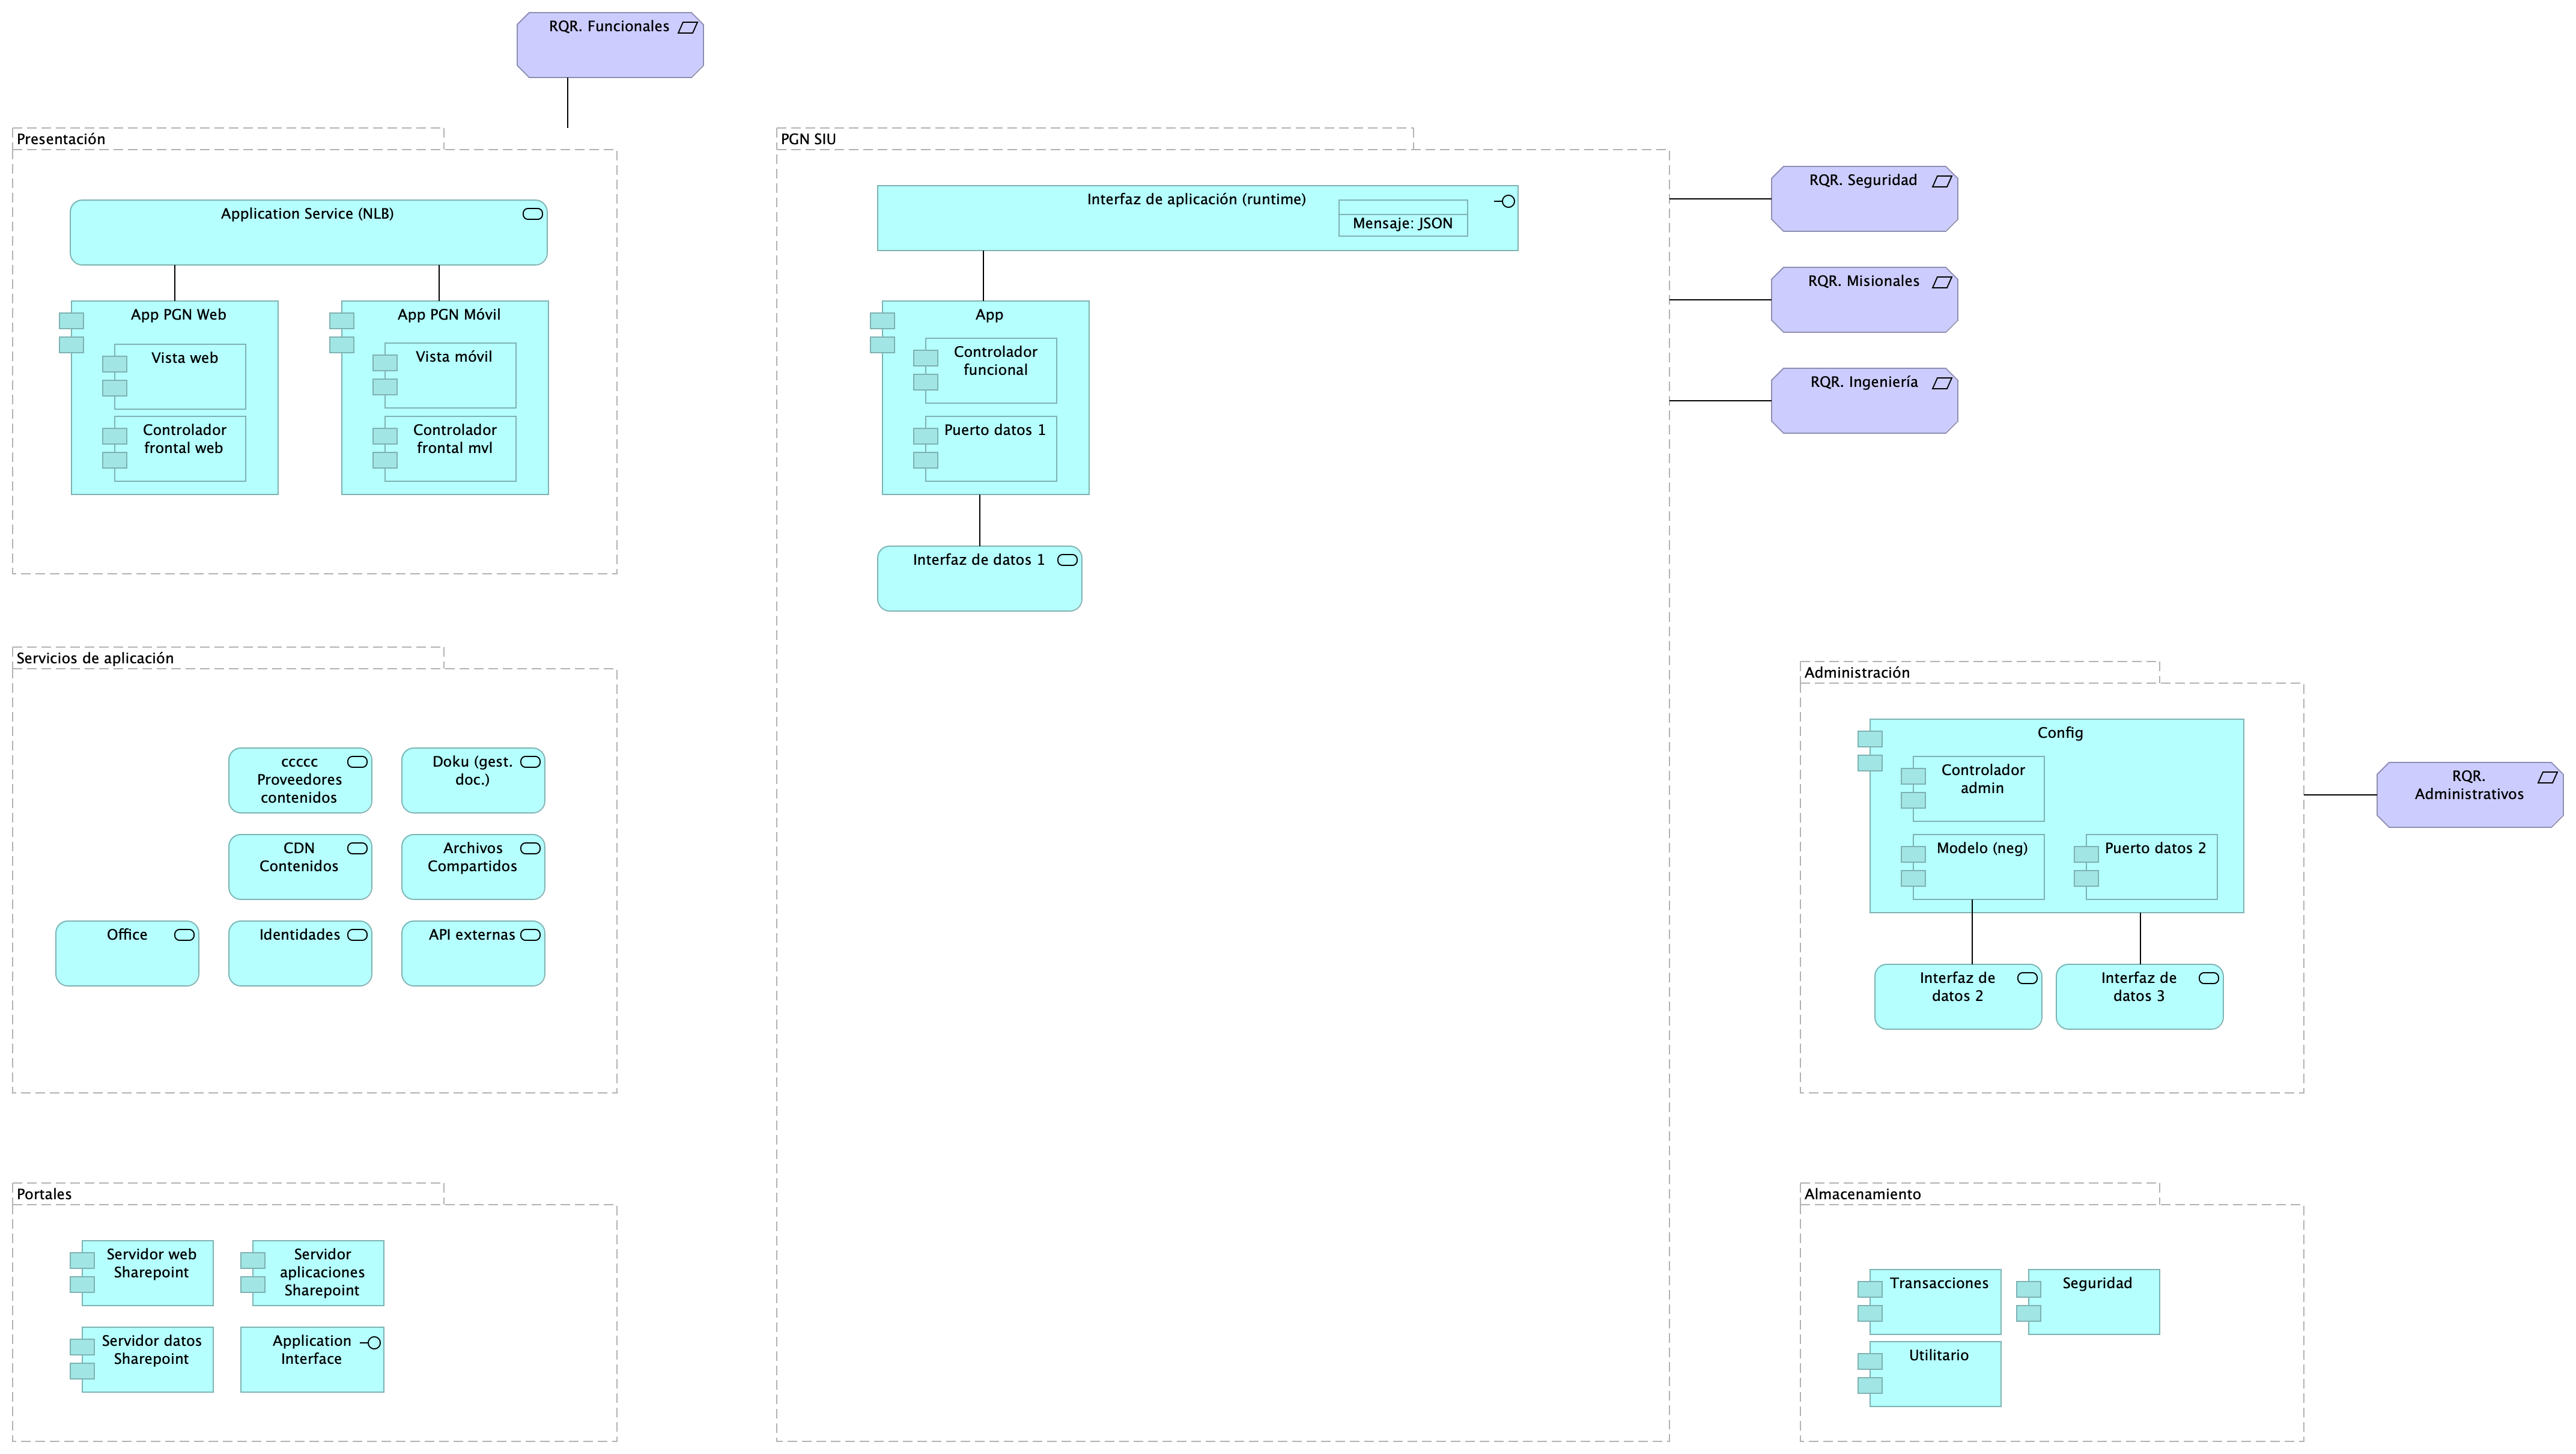 RQR. Funcionales
Presentación
Application Service (NLB)
App PGN Web
Vista web
Controlador
frontal web
App PGN Móvil
Vista móvil
Controlador
frontal mvl
PGN SIU
Interfaz de aplicación (runtime)
Mensaje: JSON
App
Controlador
funcional
Puerto datos 1
Interfaz de datos 1
RQR. Seguridad
RQR. Misionales
RQR. Ingeniería
Servicios de aplicación
ccccc
Proveedores
contenidos
Doku (gest.
doc.)
CDN
Contenidos
Archivos
Compartidos
Office
Identidades
API externas
Administración
Config
Controlador
admin
Modelo (neg)
Puerto datos 2
Interfaz de
datos 2
Interfaz de
datos 3
RQR.
Administrativos
Portales
Servidor web
Sharepoint
Servidor
aplicaciones
Sharepoint
Servidor datos
Sharepoint
Application
Interface
Almacenamiento
Transacciones
Seguridad
Utilitario